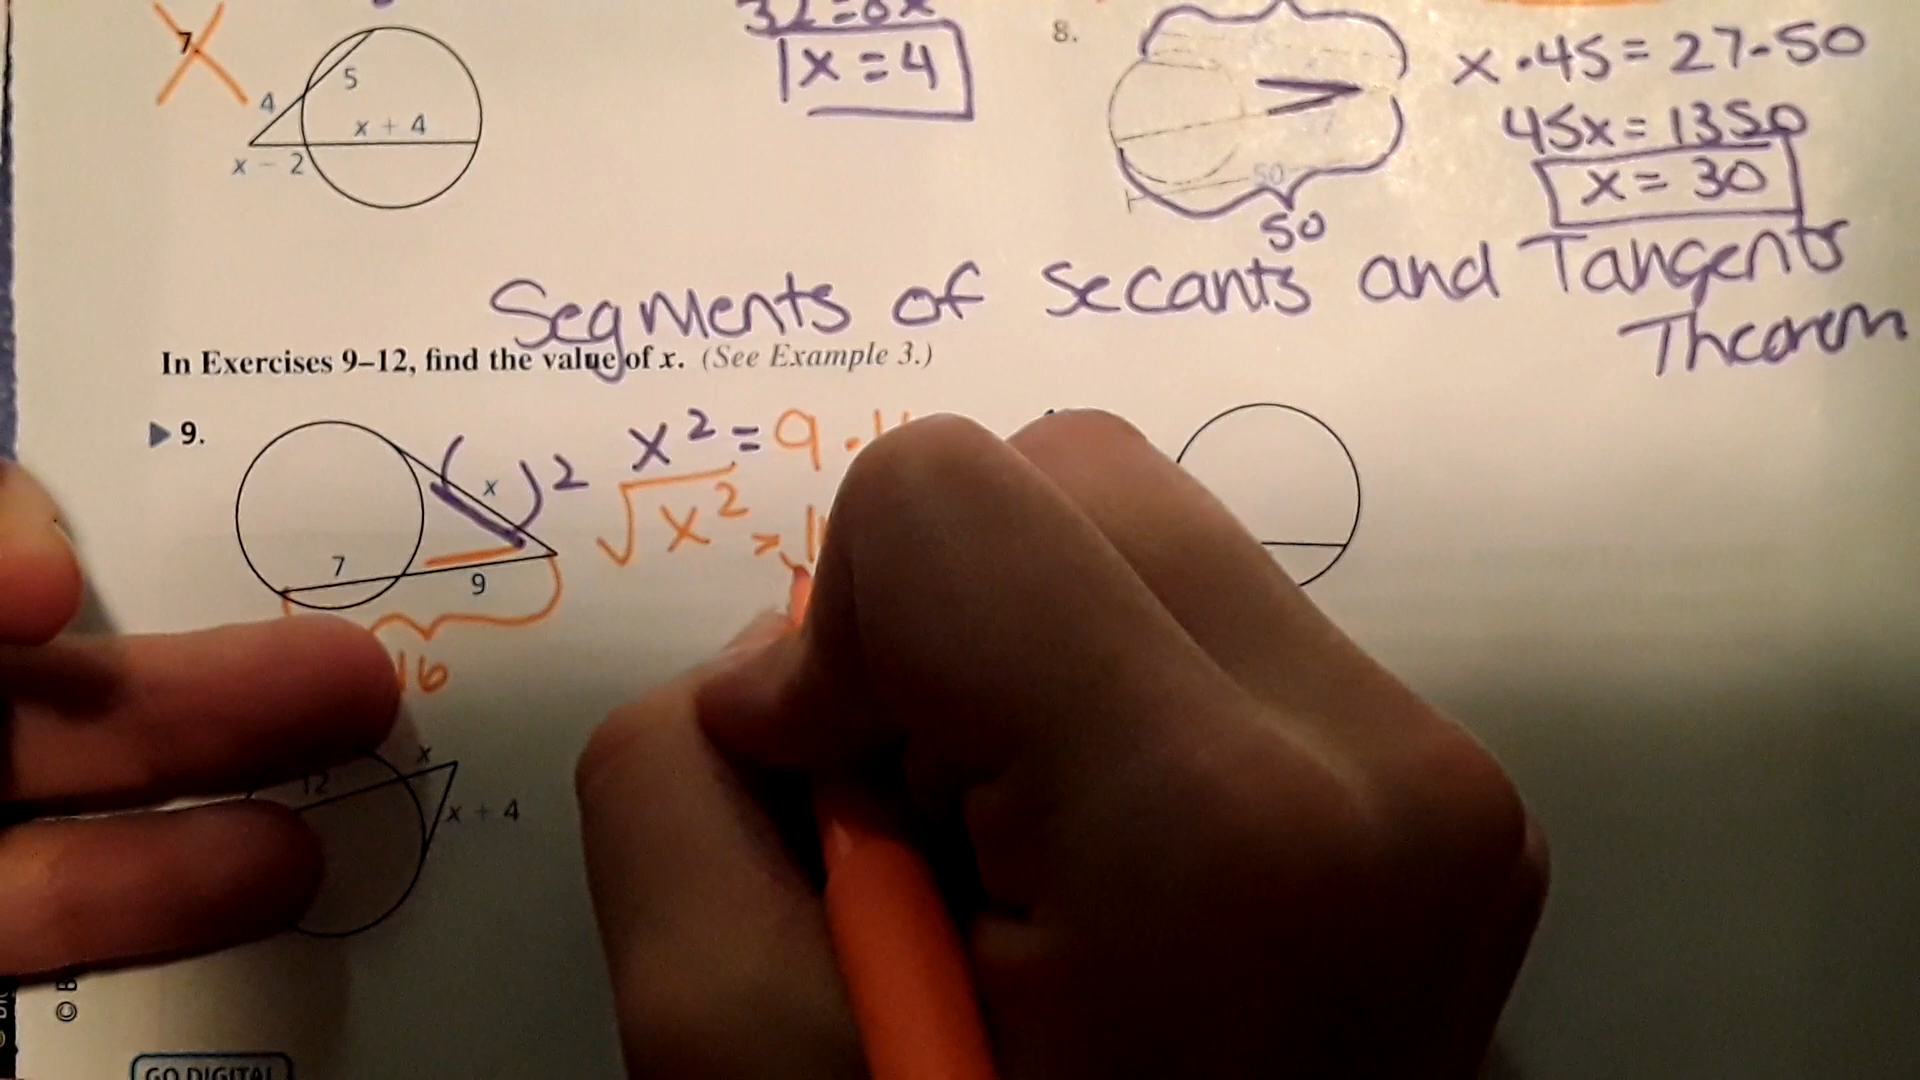 7.
5
4
x + 4
x − 2
32=8x
x = 4
8.
50
50
x · 45 = 27 - 50
45x = 1350
x = 30
Segments of Secants and Tangents
Theorem
In Exercises 9–12, find the value of x. (See Example 3.)
9.
x
2
7
9
16
x² = 9 ·
√x²
12
x
x + 4
©
GO DIGITAL